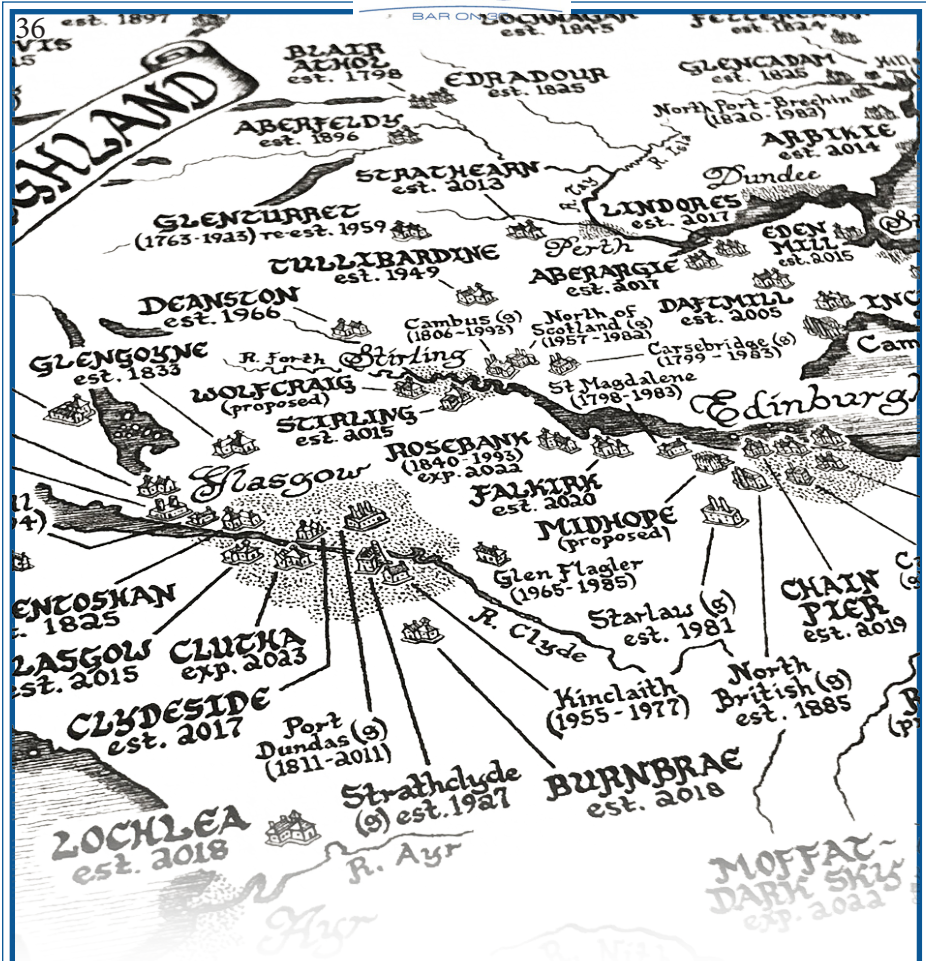 36
BAR ON 36
est. 1897
est. 1845
est. 1824
BLAIR
ATHOL
est. 1798
EDRADOUR
est. 1825
GLENCADAM
est. 1825
North Port-Brechin
(1820-1983)
ABERFELDY
est. 1896
ARBIKIE
est. 2014
R. Isla
STRATHEARN
est. 2013
R. Tay
Dundee
LINDORES
est. 2017
GLENTURRET
(1763-1923) re-est. 1959
Perth
EDEN
MILL
est. 2015
TULLIBARDINE
est. 1949
ABERARGIE
est. 2017
DAFTMILL
est. 2005
DEANSTON
est. 1966
Cambus (g)
(1806-1993)
North of
Scotland (g)
(1957-1982)
Carsebridge (g)
(1799 - 1983)
GLENGOYNE
est. 1833
R. Forth
Stirling
WOLFCRAIG
(proposed)
St Magdalene
(1798-1983)
STIRLING
est. 2015
Edinburgh
ROSEBANK
(1840-1993)
exp. 2022
Glasgow
FALKIRK
est. 2020
MIDHOPE
(proposed)
Glen Flagler
(1965-1985)
CHAIN
PIER
est. 2019
ENTOSHAN
1825
LASGOW
est. 2015
CLUTHA
exp. 2023
R. Clyde
Starlaw (g)
est. 1981
North
British (g)
est. 1885
CLYDESIDE
est. 2017
Kinclaith
(1955-1977)
Port
Dundas (g)
(1811-2011)
Strathclyde
(g) est. 1927
BURNBRAE
est. 2018
LOCHLEA
est. 2018
R. Ayr
MOFFAT-
DARK SKY
exp. 2022
Ayr